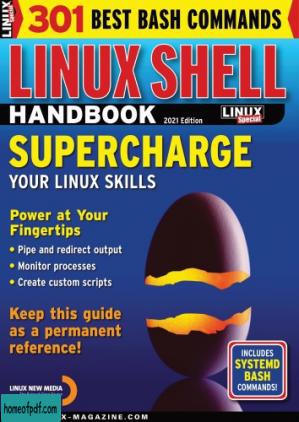 LINUX
Special
301 BEST BASH COMMANDS
LINUX SHELL
HANDBOOK 2021 Edition
LINUX
Special
SUPERCHARGE
YOUR LINUX SKILLS
Power at Your
Fingertips
• Pipe and redirect output
• Monitor processes
• Create custom scripts
Keep this guide
as a permanent
reference!
INCLUDES
SYSTEMD
BASH
COMMANDS!
LINUX NEW MEDIA
homeofpdf.com
X-MAGAZINE.COM